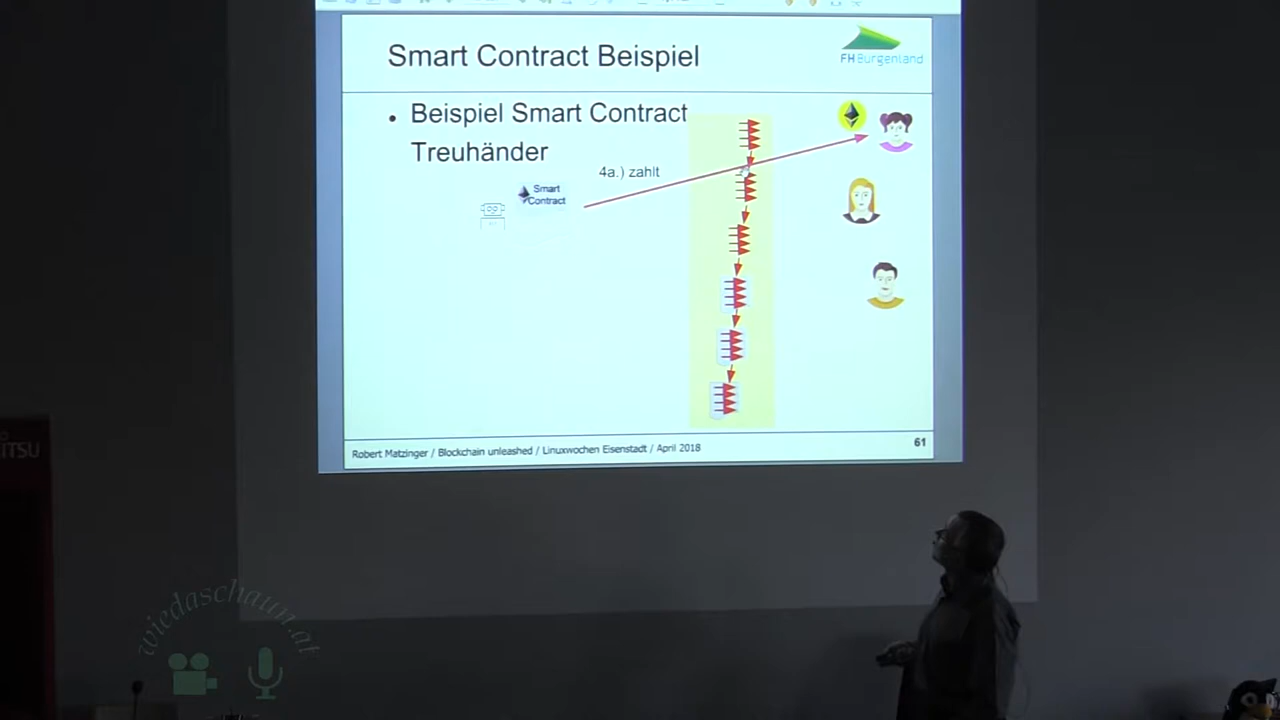 Smart Contract Beispiel
FH Burgenland
• Beispiel Smart Contract
Treuhänder
4a.) zahlt
Smart
Contract
Robert Matzinger / Blockchain unleashed / Linuxwochen Eisenstadt / April 2018
61
ITSU
wiedaschaun.at